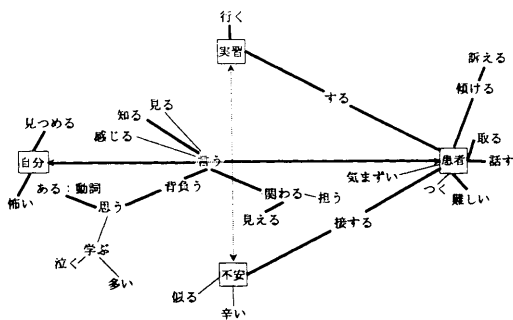 行く
実習
訴える
傾ける
見る
する
知る
見つめる
感じる
取る
自分
言う
患者
話す
気まずい
ある：動詞
背負う
関わる
担う
つく
難しい
怖い
思う
見える
接する
学ぶ
泣く
不安
多い
似る
辛い